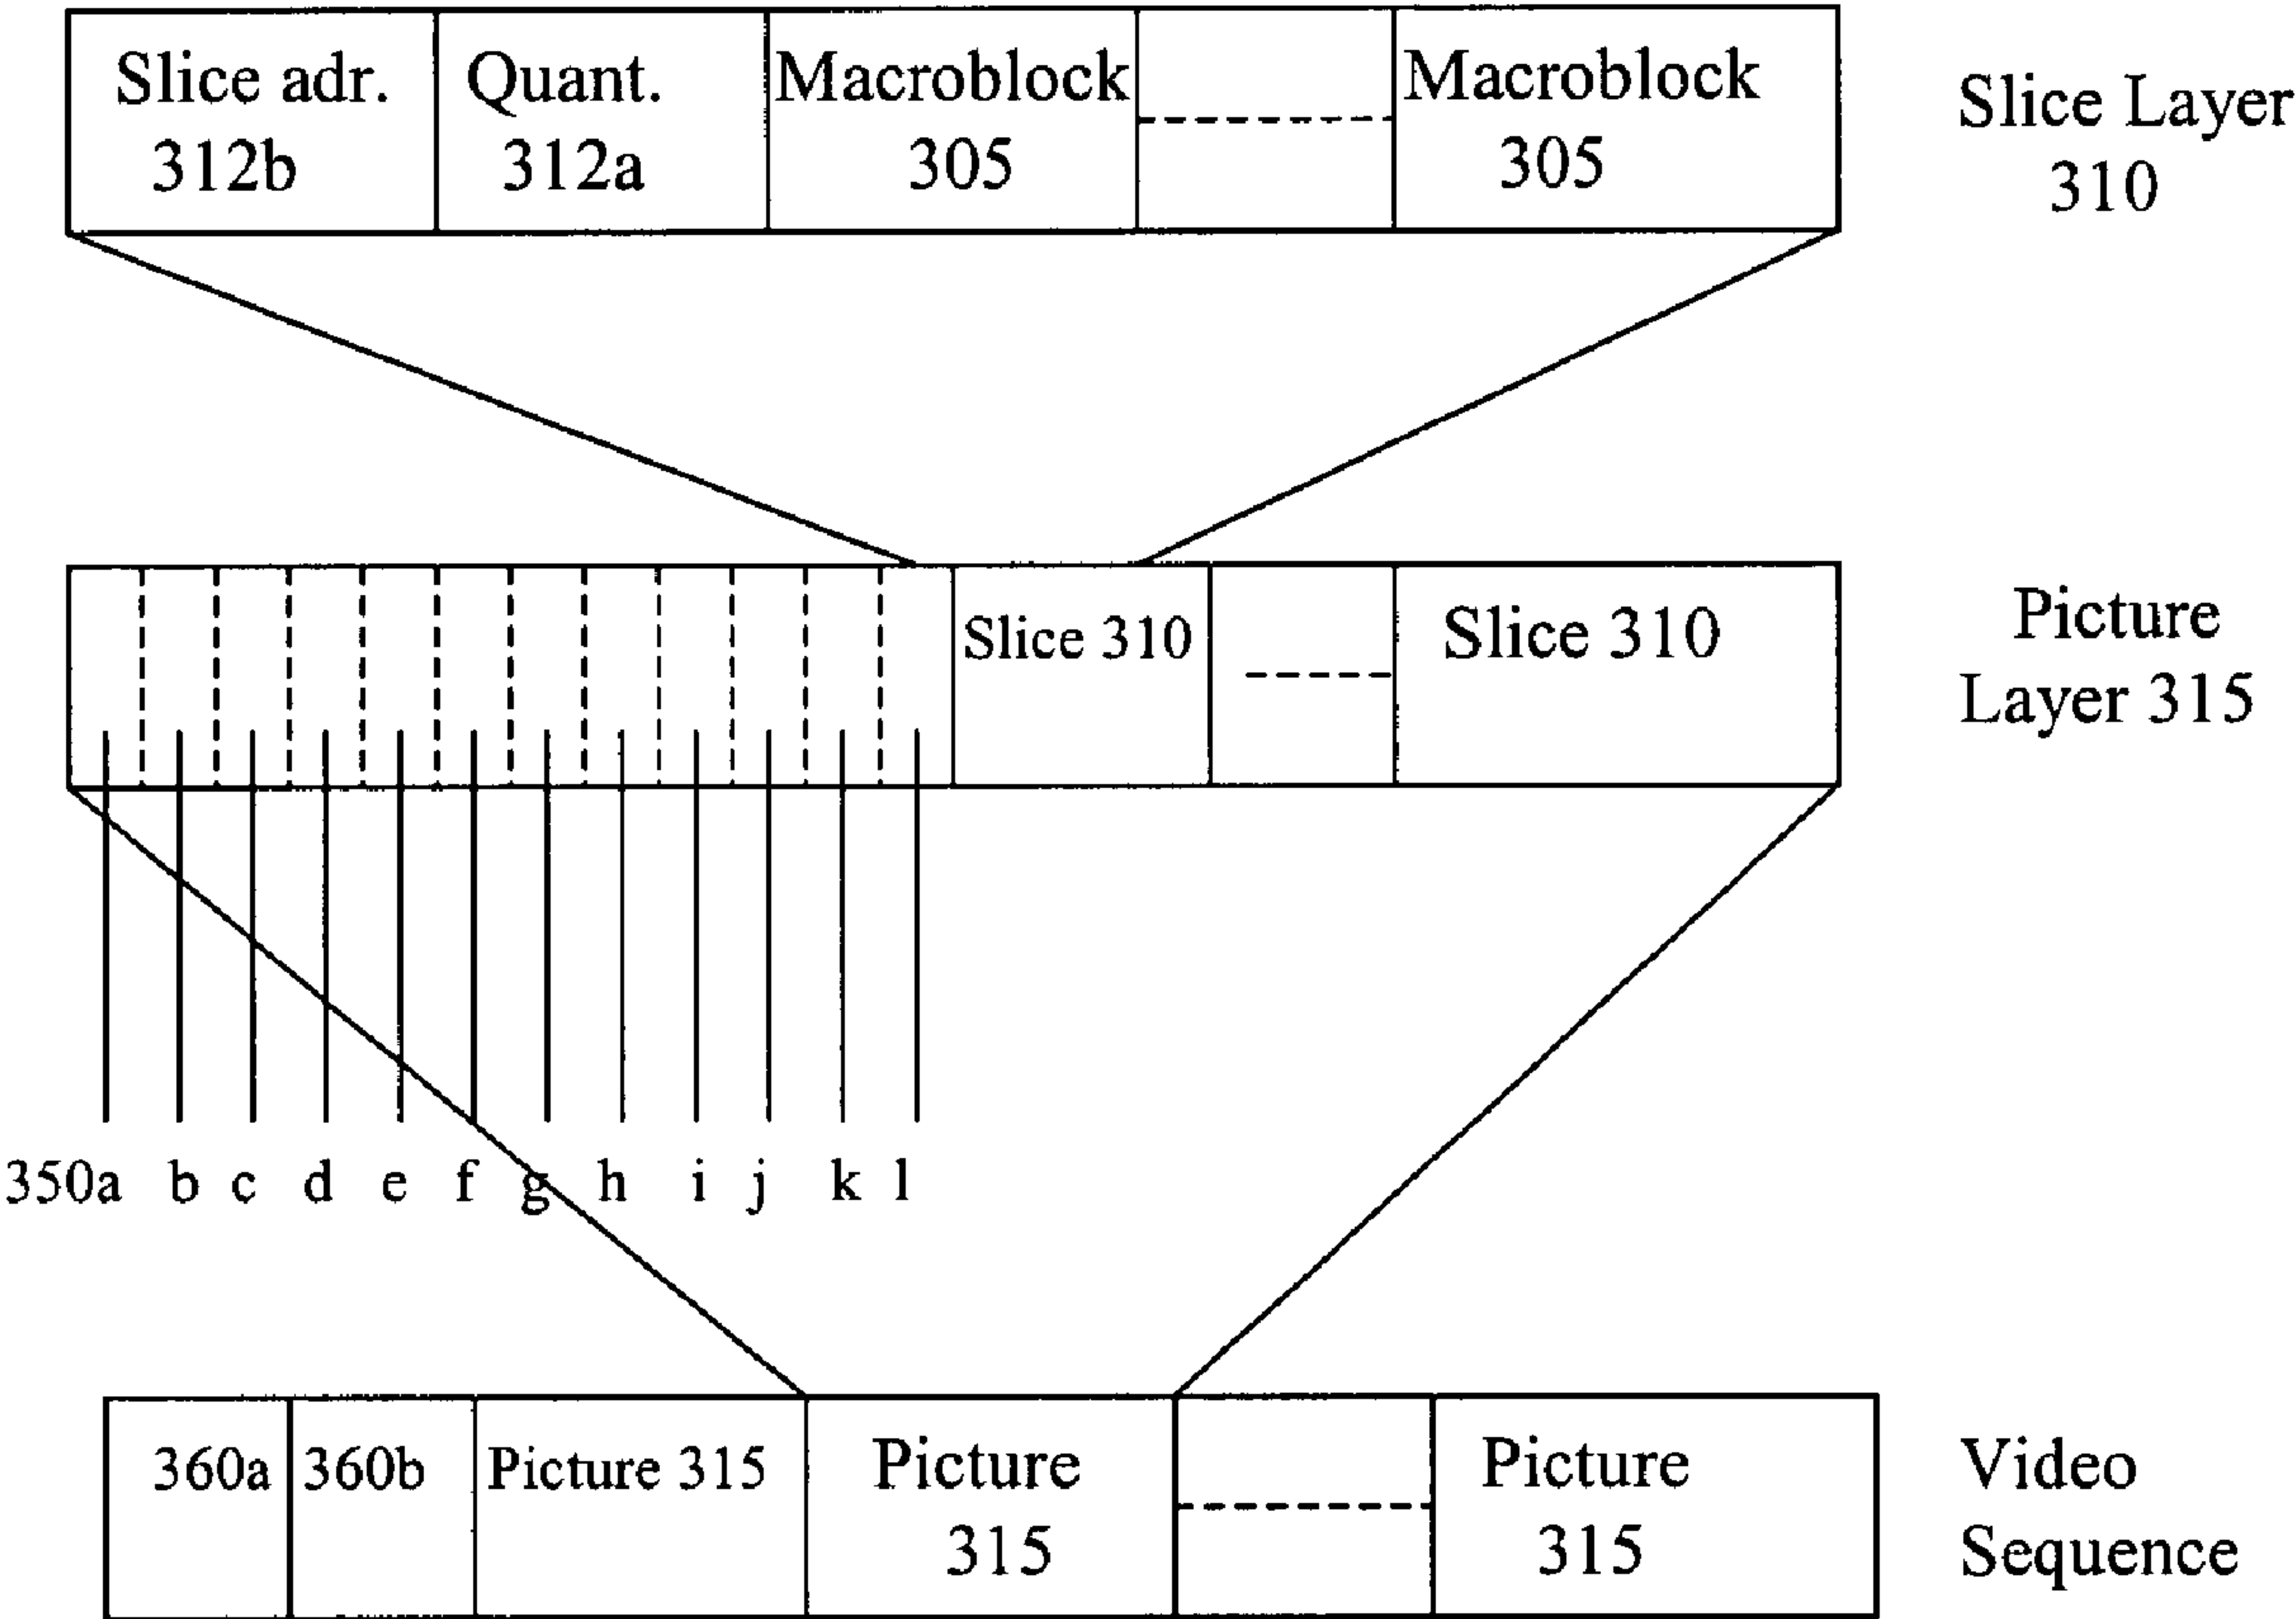 Slice adr. 312b
Quant. 312a
Macroblock 305
Macroblock 305
Slice Layer 310
Slice 310
Slice 310
Picture Layer 315
350a b c d e f g h i j k l
360a
360b
Picture 315
Picture 315
Picture 315
Video Sequence